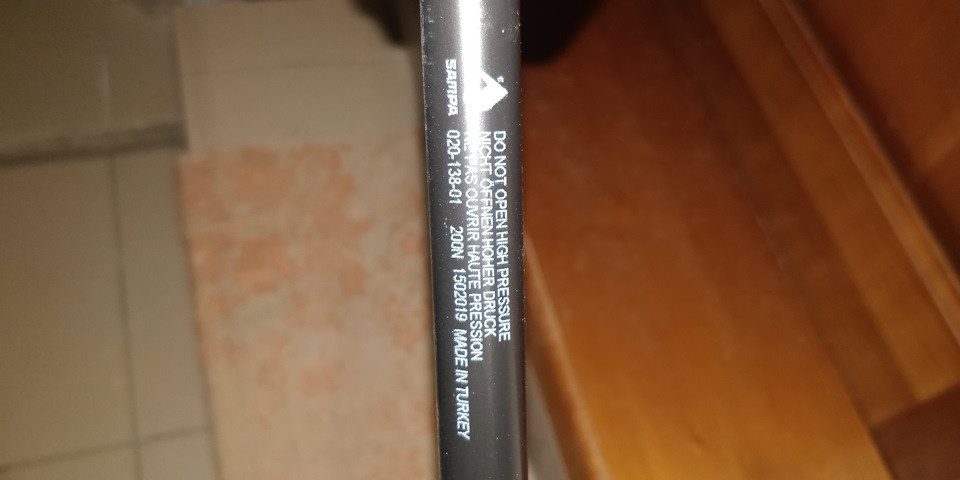 SAMPA
DO NOT OPEN HIGH PRESSURE
NICHT ÖFFNEN HOHER DRUCK
NE PAS OUVRIR HAUTE PRESSION
020-138-01 200N 1502019 MADE IN TURKEY